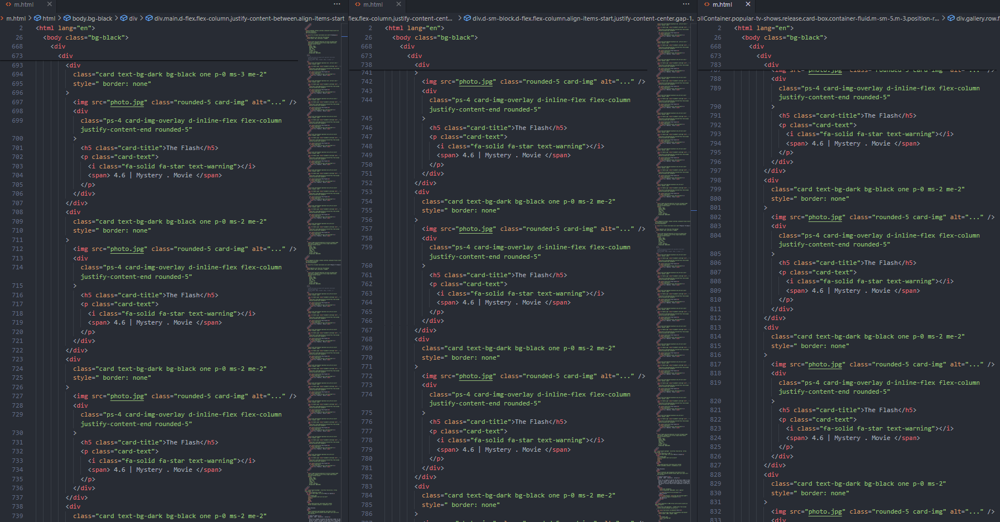 m.html
m.html > html > body.bg-black > div > div.main.d-flex.flex-column.justify-content-between.align-items-start
2 <html lang="en">
26 <body class="bg-black">
668 <div
673 <div
693 <div
694 class="card text-bg-dark bg-black one p-0 ms-3 me-2"
695 style=" border: none"
696 >
697 <img src="photo.jpg" class="rounded-5 card-img" alt="..." />
698 <div
699 class="ps-4 card-img-overlay d-inline-flex flex-column
justify-content-end rounded-5"
700 >
701 <h5 class="card-title">The Flash</h5>
702 <p class="card-text">
703 <i class="fa-solid fa-star text-warning"></i>
704 <span> 4.6 | Mystery . Movie </span>
705 </p>
706 </div>
707 </div>
708 <div
709 class="card text-bg-dark bg-black one p-0 ms-2 me-2"
710 style=" border: none"
711 >
712 <img src="photo.jpg" class="rounded-5 card-img" alt="..." />
713 <div
714 class="ps-4 card-img-overlay d-inline-flex flex-column
justify-content-end rounded-5"
715 >
716 <h5 class="card-title">The Flash</h5>
717 <p class="card-text">
718 <i class="fa-solid fa-star text-warning"></i>
719 <span> 4.6 | Mystery . Movie </span>
720 </p>
721 </div>
722 </div>
723 <div
724 class="card text-bg-dark bg-black one p-0 ms-2 me-2"
725 style=" border: none"
726 >
727 <img src="photo.jpg" class="rounded-5 card-img" alt="..." />
728 <div
729 class="ps-4 card-img-overlay d-inline-flex flex-column
justify-content-end rounded-5"
730 >
731 <h5 class="card-title">The Flash</h5>
732 <p class="card-text">
733 <i class="fa-solid fa-star text-warning"></i>
734 <span> 4.6 | Mystery . Movie </span>
735 </p>
736 </div>
737 </div>
738 <div
739 class="card text-bg-dark bg-black one p-0 ms-2 me-2"
m.html
flex.flex-column.justify-content-cent... > div.d-sm-block.d-flex.flex-column.align-items-start.justify-content-center.gap-1.
2 <html lang="en">
26 <body class="bg-black">
668 <div
673 <div
738 <div
741 >
742 <img src="photo.jpg" class="rounded-5 card-img" alt="..." />
743 <div
744 class="ps-4 card-img-overlay d-inline-flex flex-column
justify-content-end rounded-5"
745 >
746 <h5 class="card-title">The Flash</h5>
747 <p class="card-text">
748 <i class="fa-solid fa-star text-warning"></i>
749 <span> 4.6 | Mystery . Movie </span>
750 </p>
751 </div>
752 </div>
753 <div
754 class="card text-bg-dark bg-black one p-0 ms-2 me-2"
755 style=" border: none"
756 >
757 <img src="photo.jpg" class="rounded-5 card-img" alt="..." />
758 <div
759 class="ps-4 card-img-overlay d-inline-flex flex-column
justify-content-end rounded-5"
760 >
761 <h5 class="card-title">The Flash</h5>
762 <p class="card-text">
763 <i class="fa-solid fa-star text-warning"></i>
764 <span> 4.6 | Mystery . Movie </span>
765 </p>
766 </div>
767 </div>
768 <div
769 class="card text-bg-dark bg-black one p-0 ms-2 me-2"
770 style=" border: none"
771 >
772 <img src="photo.jpg" class="rounded-5 card-img" alt="..." />
773 <div
774 class="ps-4 card-img-overlay d-inline-flex flex-column
justify-content-end rounded-5"
775 >
776 <h5 class="card-title">The Flash</h5>
777 <p class="card-text">
778 <i class="fa-solid fa-star text-warning"></i>
779 <span> 4.6 | Mystery . Movie </span>
780 </p>
781 </div>
782 </div>
783 <div
784 class="card text-bg-dark bg-black one p-0 ms-2 me-2"
785 style=" border: none"
786 >
m.html
ollContainer.popular-tv-shows.release.card-box.container-fluid.m-sm-5.m-3.position-r... > div.gallery.row.f
2 <html lang="en">
26 <body class="bg-black">
668 <div
673 <div
783 <div
787 <img src="photo.jpg" class="rounded-5 card-img" alt="..." />
788 <div
789 class="ps-4 card-img-overlay d-inline-flex flex-column
justify-content-end rounded-5"
790 >
791 <h5 class="card-title">The Flash</h5>
792 <p class="card-text">
793 <i class="fa-solid fa-star text-warning"></i>
794 <span> 4.6 | Mystery . Movie </span>
795 </p>
796 </div>
797 </div>
798 <div
799 class="card text-bg-dark bg-black one p-0 ms-2 me-2"
800 style=" border: none"
801 >
802 <img src="photo.jpg" class="rounded-5 card-img" alt="..." />
803 <div
804 class="ps-4 card-img-overlay d-inline-flex flex-column
justify-content-end rounded-5"
805 >
806 <h5 class="card-title">The Flash</h5>
807 <p class="card-text">
808 <i class="fa-solid fa-star text-warning"></i>
809 <span> 4.6 | Mystery . Movie </span>
810 </p>
811 </div>
812 </div>
813 <div
814 class="card text-bg-dark bg-black one p-0 ms-2 me-2"
815 style=" border: none"
816 >
817 <img src="photo.jpg" class="rounded-5 card-img" alt="..." />
818 <div
819 class="ps-4 card-img-overlay d-inline-flex flex-column
justify-content-end rounded-5"
820 >
821 <h5 class="card-title">The Flash</h5>
822 <p class="card-text">
823 <i class="fa-solid fa-star text-warning"></i>
824 <span> 4.6 | Mystery . Movie </span>
825 </p>
826 </div>
827 </div>
828 <div
829 class="card text-bg-dark bg-black one p-0 ms-2"
830 style=" border: none"
831 >
832 <img src="photo.jpg" class="rounded-5 card-img" alt="..." />
833 <div